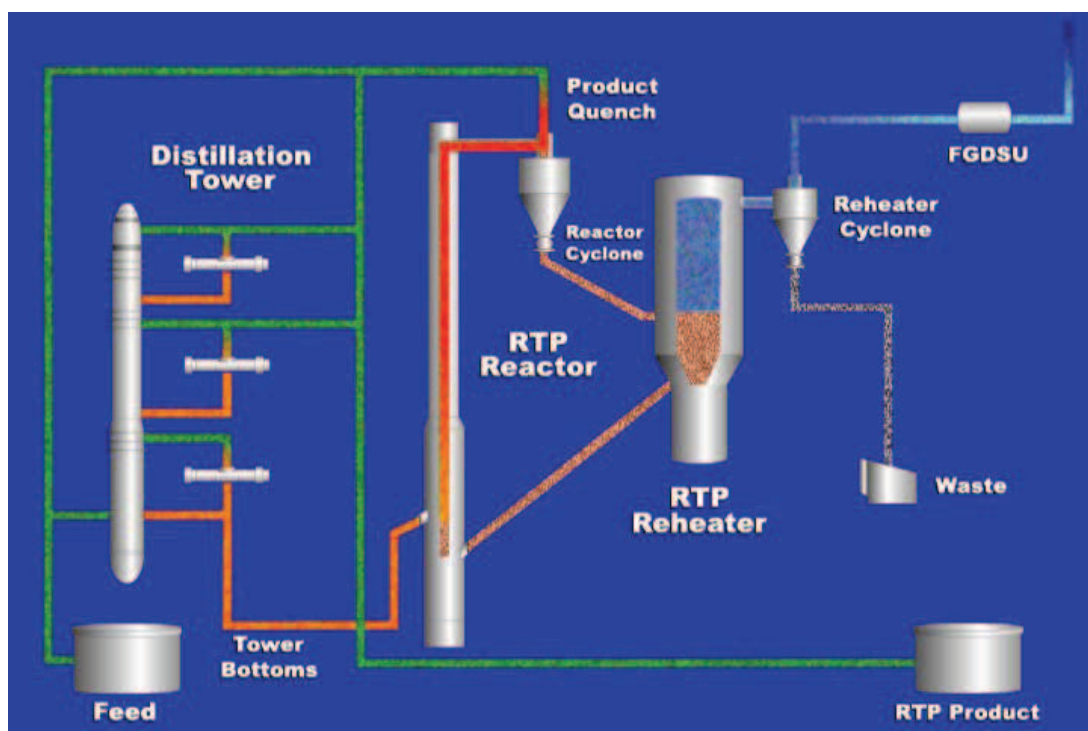 Product
Quench
FGDSU
Distillation
Tower
Reheater
Cyclone
Reactor
Cyclone
RTP
Reactor
RTP
Reheater
Waste
Tower
Bottoms
Feed
RTP Product